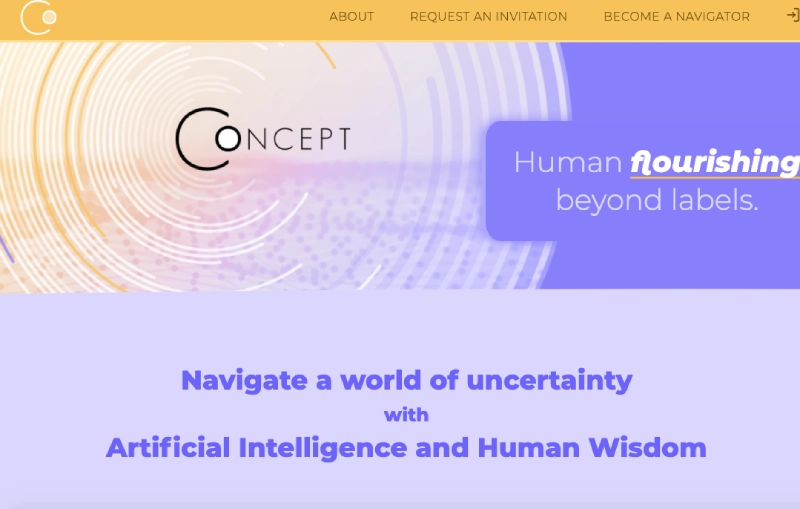 ABOUT
REQUEST AN INVITATION
BECOME A NAVIGATOR
CONCEPT
Human flourishing
beyond labels.
Navigate a world of uncertainty
with
Artificial Intelligence and Human Wisdom